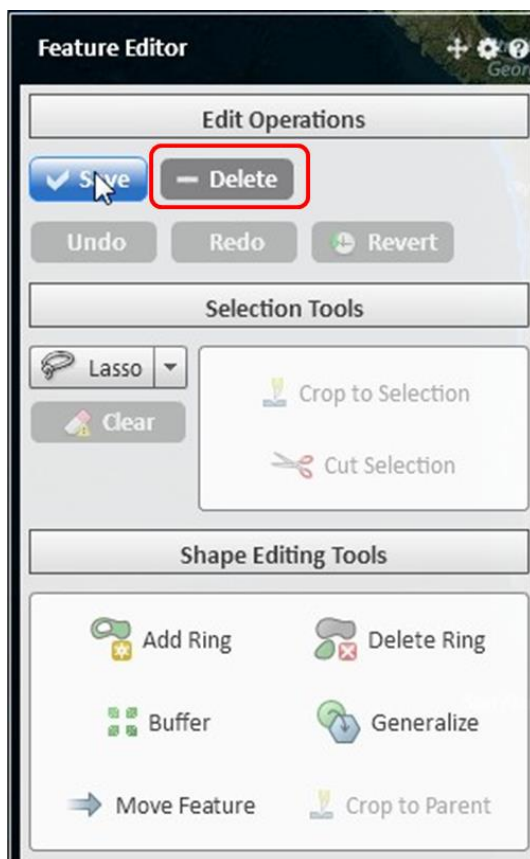 Feature Editor
Edit Operations
Save Delete
Undo Redo Revert
Selection Tools
Lasso Crop to Selection
Clear
Cut Selection
Shape Editing Tools
Add Ring Delete Ring
Buffer Generalize
Move Feature Crop to Parent